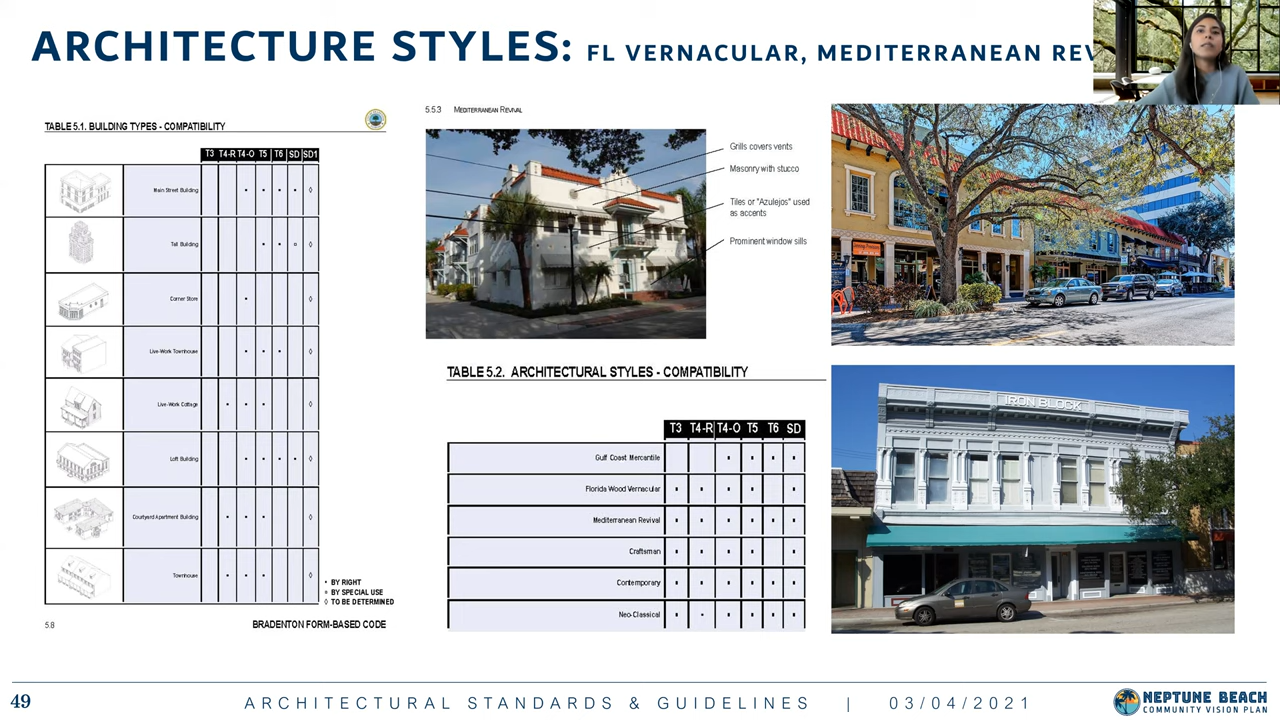 ARCHITECTURE STYLES: FL VERNACULAR, MEDITERRANEAN REV
TABLE 5.1. BUILDING TYPES - COMPATIBILITY
T3 T4-R T4-O T5 T6 SD SD1
Main Street Building
Tall Building
Corner Store
Live-Work Townhouse
Live-Work Cottage
Loft Building
Courtyard Apartment Building
Townhouse
• BY RIGHT
▫ BY SPECIAL USE
◊ TO BE DETERMINED
5.8 BRADENTON FORM-BASED CODE
5.5.3 MEDITERRANEAN REVIVAL
Grills covers vents
Masonry with stucco
Tiles or "Azulejos" used
as accents
Prominent window sills
TABLE 5.2. ARCHITECTURAL STYLES - COMPATIBILITY
T3 T4-R T4-O T5 T6 SD
Gulf Coast Mercantile
Florida Wood Vernacular
Mediterranean Revival
Craftsman
Contemporary
Neo-Classical
IRON BLOCK
49 ARCHITECTURAL STANDARDS & GUIDELINES | 03/04/2021
NEPTUNE BEACH
COMMUNITY VISION PLAN